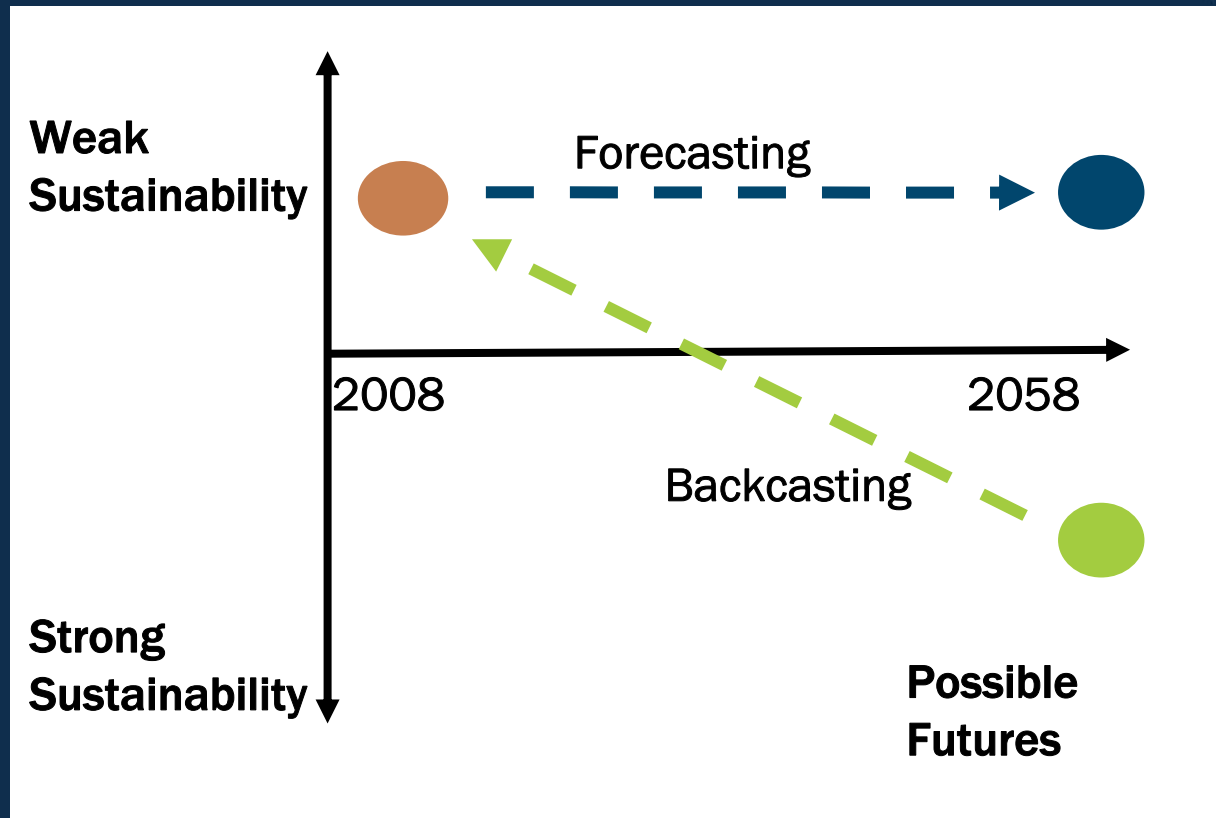 Weak
Sustainability
Forecasting
2008
2058
Backcasting
Strong
Sustainability
Possible
Futures